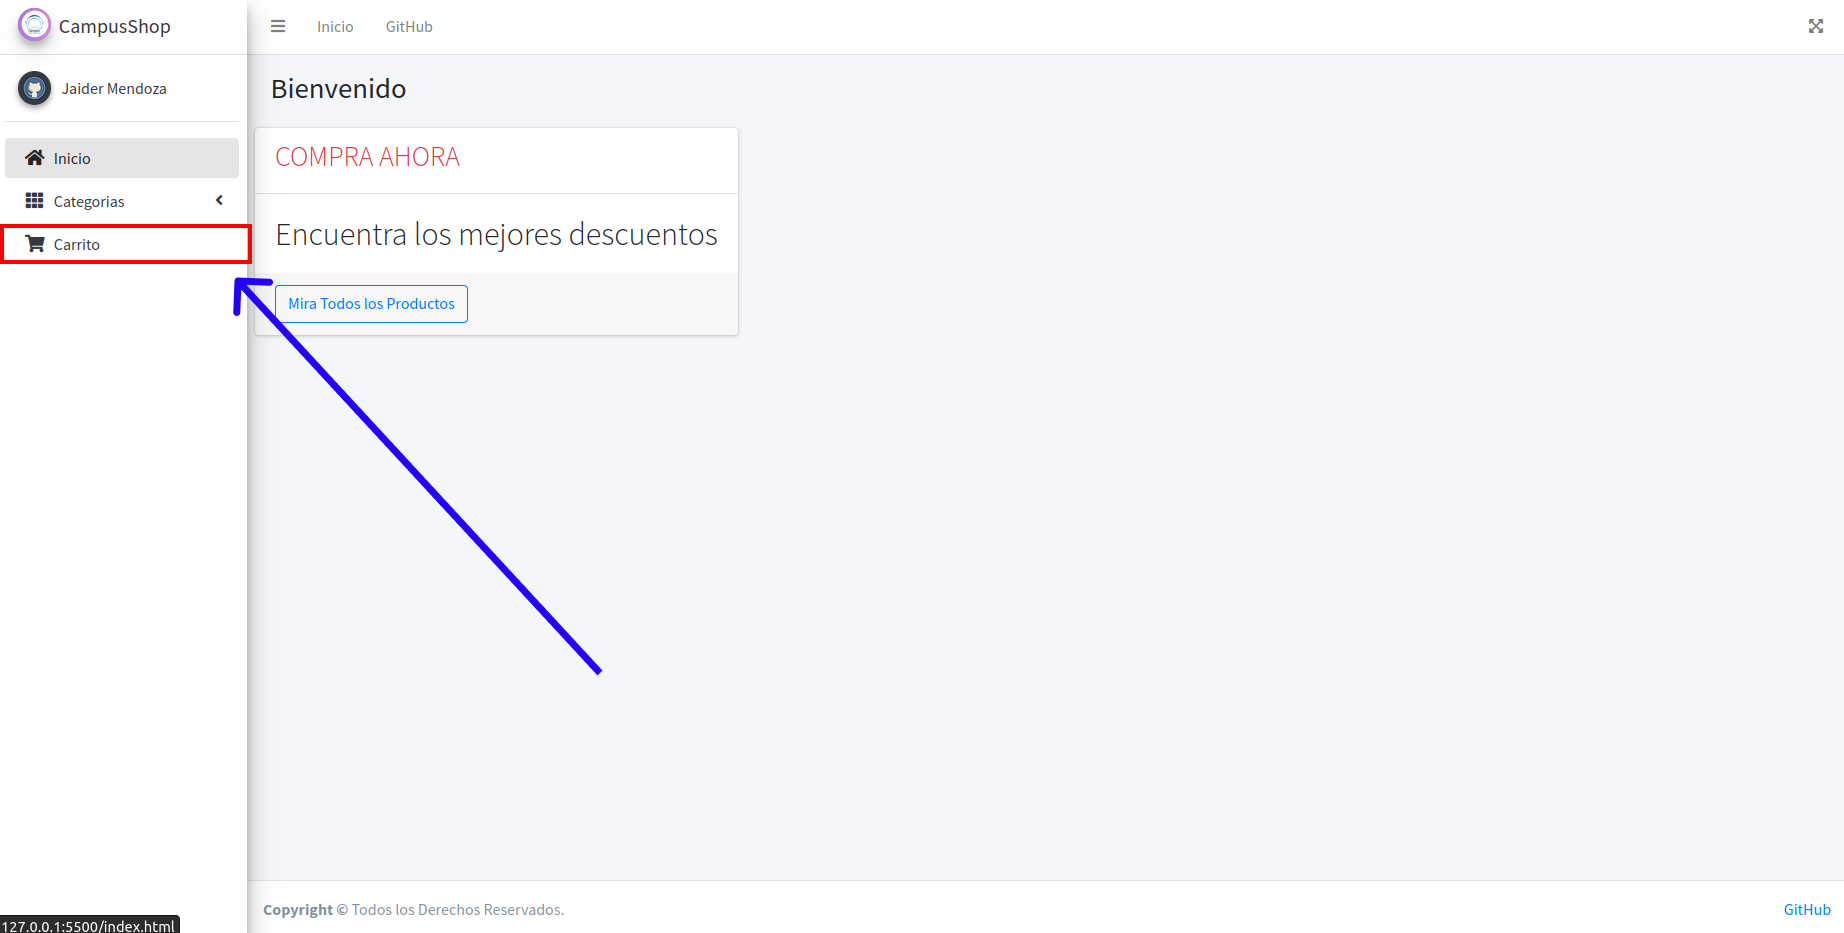 CampusShop
Inicio
GitHub
Jaider Mendoza
Inicio
Categorias
Carrito
Bienvenido
COMPRA AHORA
Encuentra los mejores descuentos
Mira Todos los Productos
Copyright © Todos los Derechos Reservados.
GitHub
127.0.0.1:5500/index.html